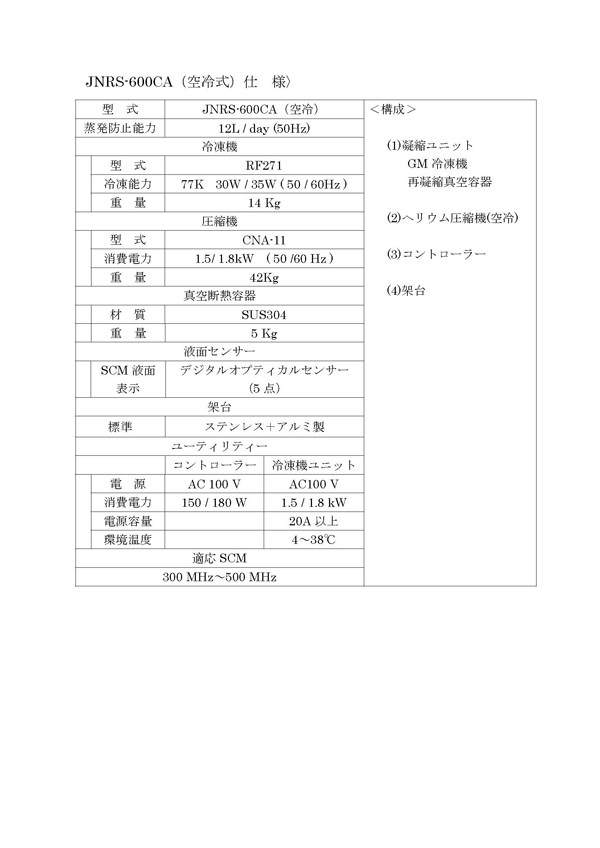 JNRS-600CA（空冷式）仕　様〉
型　式 JNRS-600CA（空冷）
蒸発防止能力 12L / day (50Hz)
冷凍機
型　式 RF271
冷凍能力 77K　30W / 35W ( 50 / 60Hz )
重　量 14 Kg
圧縮機
型　式 CNA-11
消費電力 1.5/ 1.8kW　( 50 /60 Hz )
重　量 42Kg
真空断熱容器
材　質 SUS304
重　量 5 Kg
液面センサー
SCM 液面 デジタルオプティカルセンサー
表示 （5 点）
架台
標準 ステンレス＋アルミ製
ユーティリティー
コントローラー 冷凍機ユニット
電　源 AC 100 V AC100 V
消費電力 150 / 180 W 1.5 / 1.8 kW
電源容量 20A 以上
環境温度 4～38℃
適応 SCM
300 MHz～500 MHz
＜構成＞
(1)凝縮ユニット
GM 冷凍機
再凝縮真空容器
(2)ヘリウム圧縮機(空冷)
(3)コントローラー
(4)架台